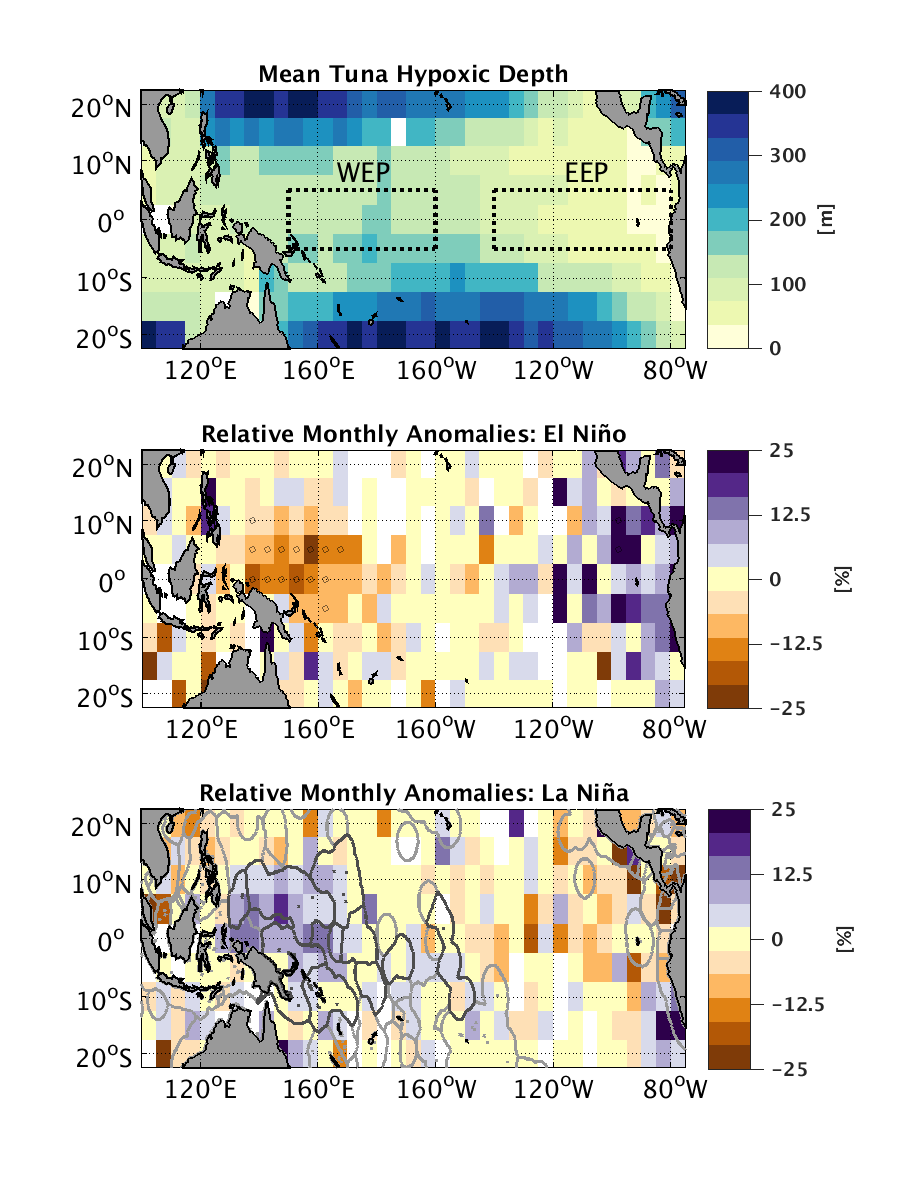 Mean Tuna Hypoxic Depth
20°N
10°N
0°
10°S
20°S
WEP
EEP
120°E
160°E
160°W
120°W
80°W
400
300
200
100
0
[m]
Relative Monthly Anomalies: El Niño
20°N
10°N
0°
10°S
20°S
120°E
160°E
160°W
120°W
80°W
25
12.5
0
-12.5
-25
[%]
Relative Monthly Anomalies: La Niña
20°N
10°N
0°
10°S
20°S
120°E
160°E
160°W
120°W
80°W
25
12.5
0
-12.5
-25
[%]